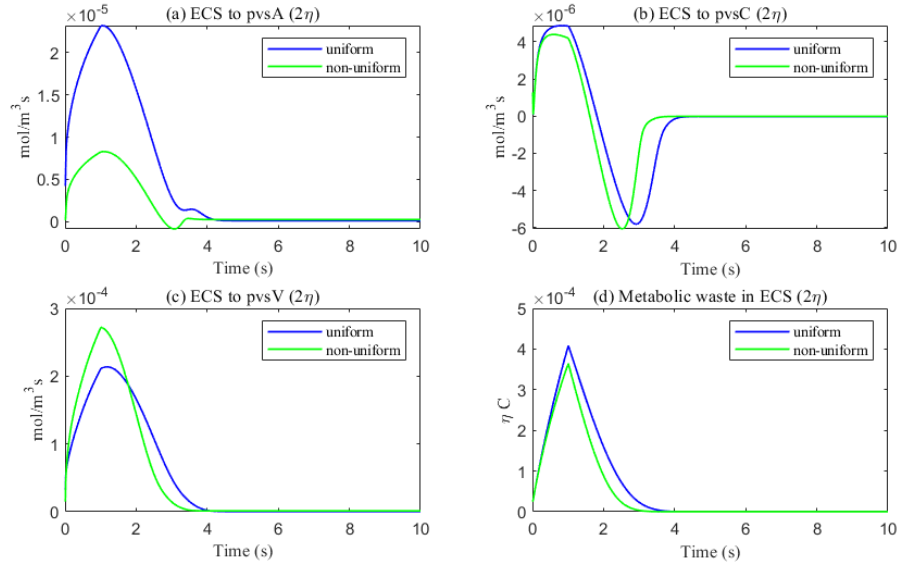 (a) ECS to pvsA (2η)
×10⁻⁵
2
1.5
1
0.5
0
mol/m³s
uniform
non-uniform
0 2 4 6 8 10
Time (s)
(b) ECS to pvsC (2η)
×10⁻⁶
4
2
0
-2
-4
-6
mol/m³s
uniform
non-uniform
0 2 4 6 8 10
Time (s)
(c) ECS to pvsV (2η)
×10⁻⁴
3
2
1
0
mol/m³s
uniform
non-uniform
0 2 4 6 8 10
Time (s)
(d) Metabolic waste in ECS (2η)
×10⁻⁴
5
4
3
2
1
0
η C
uniform
non-uniform
0 2 4 6 8 10
Time (s)